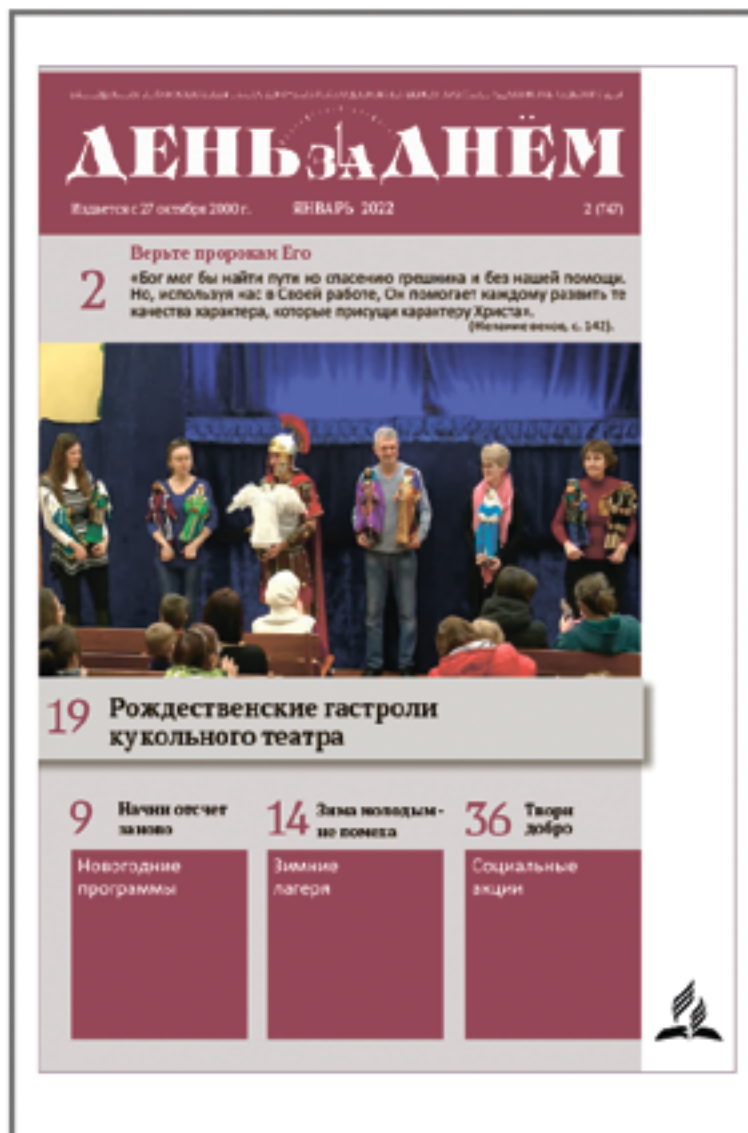 ДЕНЬ ЗА ДНЁМ
Издается с 27 октября 2000 г. ЯНВАРЬ 2022 2 (747)
Верьте пророкам Его
2
«Бог мог бы найти пути ко спасению грешника и без нашей помощи.
Но, используя нас в Своей работе, Он помогает каждому развить те
качества характера, которые присущи характеру Христа».
(Желание веков, с. 142).
19 Рождественские гастроли
кукольного театра
9 Начни отсчет
заново
14 Зима молодым -
не помеха
36 Твори
добро
Новогодние
программы
Зимние
лагеря
Социальные
акции